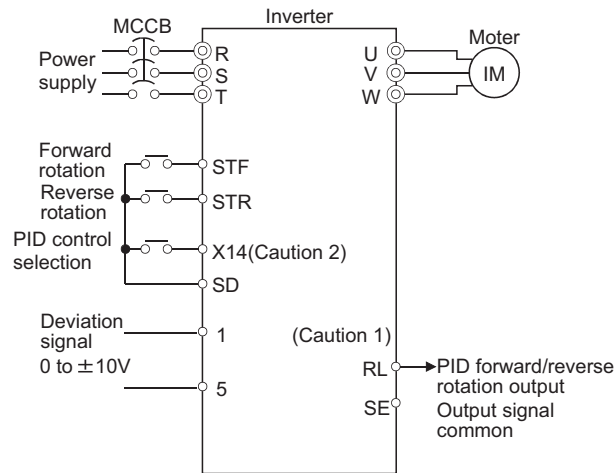 Inverter
MCCB
Moter
Power
supply
R
S
T
U
V
W
IM
Forward
rotation
Reverse
rotation
PID control
selection
STF
STR
X14(Caution 2)
SD
Deviation
signal
0 to ±10V
1
5
(Caution 1)
RL
PID forward/reverse
rotation output
SE
Output signal
common